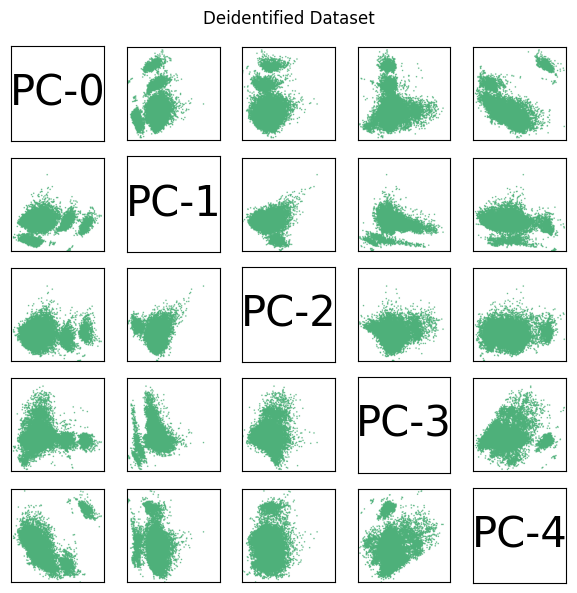 Deidentified Dataset
PC-0
PC-1
PC-2
PC-3
PC-4